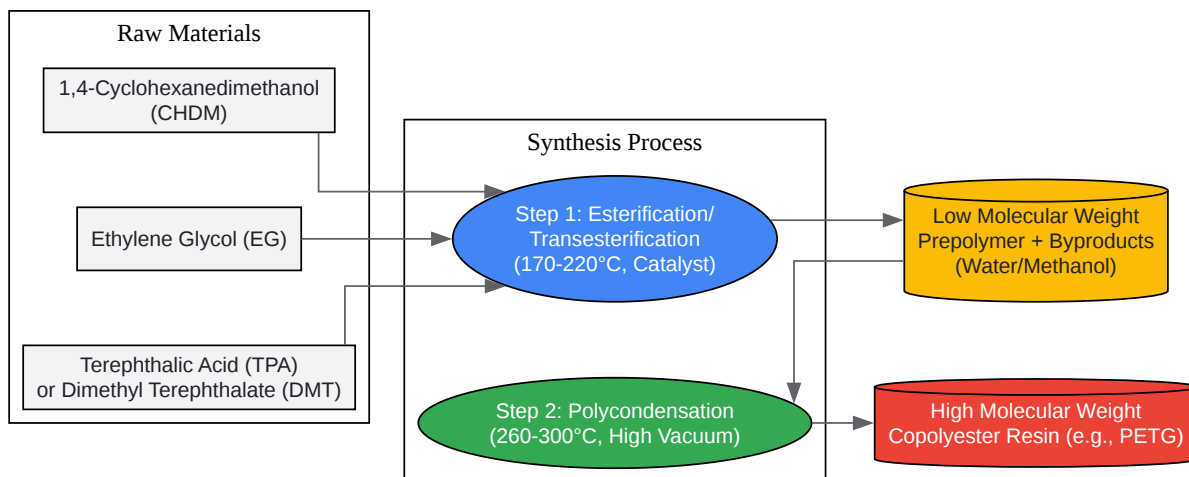 Raw Materials
1,4-Cyclohexanedimethanol
(CHDM)
Ethylene Glycol (EG)
Terephthalic Acid (TPA)
or Dimethyl Terephthalate (DMT)
Synthesis Process
Step 1: Esterification/
Transesterification
(170-220°C, Catalyst)
Low Molecular Weight
Prepolymer + Byproducts
(Water/Methanol)
Step 2: Polycondensation
(260-300°C, High Vacuum)
High Molecular Weight
Copolyester Resin (e.g., PETG)